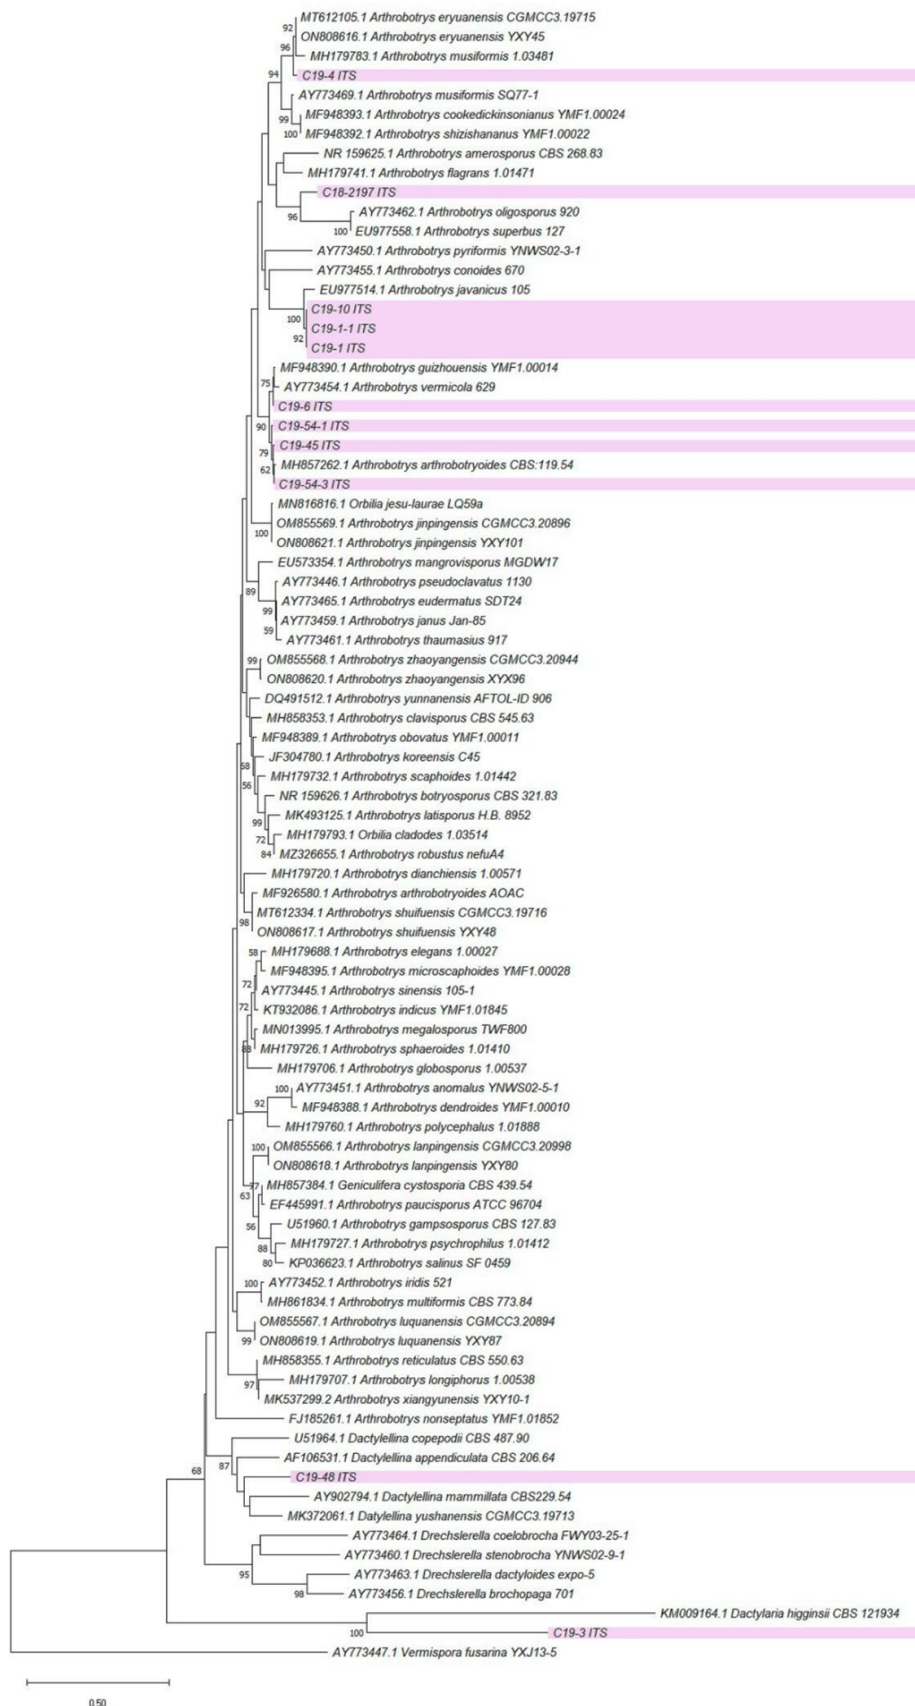 MT612105.1 Arthrobotrys eryuanensis CGMCC3.19715
92
ON808616.1 Arthrobotrys eryuanensis YXY45
96
MH179783.1 Arthrobotrys musiformis 1.03481
94
C19-4 ITS
AY773469.1 Arthrobotrys musiformis SQ77-1
MF948393.1 Arthrobotrys cookedickinsonianus YMF1.00024
99
100
MF948392.1 Arthrobotrys shizishananus YMF1.00022
NR 159625.1 Arthrobotrys amerosporus CBS 268.83
MH179741.1 Arthrobotrys flagrans 1.01471
C18-2197 ITS
AY773462.1 Arthrobotrys oligosporus 920
96
100
EU977558.1 Arthrobotrys superbus 127
AY773450.1 Arthrobotrys pyriformis YNWS02-3-1
AY773455.1 Arthrobotrys conoides 670
EU977514.1 Arthrobotrys javanicus 105
C19-10 ITS
100
C19-1-1 ITS
92
C19-1 ITS
MF948390.1 Arthrobotrys guizhouensis YMF1.00014
75
AY773454.1 Arthrobotrys vermicola 629
C19-6 ITS
90
C19-54-1 ITS
C19-45 ITS
79
MH857262.1 Arthrobotrys arthrobotryoides CBS:119.54
62
C19-54-3 ITS
MN816816.1 Orbilia jesu-laurae LQ59a
OM855569.1 Arthrobotrys jinpingensis CGMCC3.20896
100
ON808621.1 Arthrobotrys jinpingensis YXY101
EU573354.1 Arthrobotrys mangrovisporus MGDW17
AY773446.1 Arthrobotrys pseudoclavatus 1130
89
AY773465.1 Arthrobotrys eudermatus SDT24
99
AY773459.1 Arthrobotrys janus Jan-85
59
AY773461.1 Arthrobotrys thaumasius 917
99
OM855568.1 Arthrobotrys zhaoyangensis CGMCC3.20944
ON808620.1 Arthrobotrys zhaoyangensis XYX96
DQ491512.1 Arthrobotrys yunnanensis AFTOL-ID 906
MH858353.1 Arthrobotrys clavisporus CBS 545.63
MF948389.1 Arthrobotrys obovatus YMF1.00011
JF304780.1 Arthrobotrys koreensis C45
58
MH179732.1 Arthrobotrys scaphoides 1.01442
56
NR 159626.1 Arthrobotrys botryosporus CBS 321.83
MK493125.1 Arthrobotrys latisporus H.B. 8952
99
MH179793.1 Orbilia cladodes 1.03514
72
84
MZ326655.1 Arthrobotrys robustus nefuA4
MH179720.1 Arthrobotrys dianchiensis 1.00571
MF926580.1 Arthrobotrys arthrobotryoides AOAC
MT612334.1 Arthrobotrys shuifuensis CGMCC3.19716
98
ON808617.1 Arthrobotrys shuifuensis YXY48
58
MH179688.1 Arthrobotrys elegans 1.00027
MF948395.1 Arthrobotrys microscaphoides YMF1.00028
72
AY773445.1 Arthrobotrys sinensis 105-1
72
KT932086.1 Arthrobotrys indicus YMF1.01845
MN013995.1 Arthrobotrys megalosporus TWF800
MH179726.1 Arthrobotrys sphaeroides 1.01410
MH179706.1 Arthrobotrys globosporus 1.00537
100
AY773451.1 Arthrobotrys anomalus YNWS02-5-1
92
MF948388.1 Arthrobotrys dendroides YMF1.00010
MH179760.1 Arthrobotrys polycephalus 1.01888
100
OM855566.1 Arthrobotrys lanpingensis CGMCC3.20998
ON808618.1 Arthrobotrys lanpingensis YXY80
77
MH857384.1 Geniculifera cystosporia CBS 439.54
63
EF445991.1 Arthrobotrys paucisporus ATCC 96704
56
U51960.1 Arthrobotrys gampsosporus CBS 127.83
MH179727.1 Arthrobotrys psychrophilus 1.01412
88
80
KP036623.1 Arthrobotrys salinus SF 0459
100
AY773452.1 Arthrobotrys iridis 521
MH861834.1 Arthrobotrys multiformis CBS 773.84
OM855567.1 Arthrobotrys luquanensis CGMCC3.20894
99
ON808619.1 Arthrobotrys luquanensis YXY87
MH858355.1 Arthrobotrys reticulatus CBS 550.63
MH179707.1 Arthrobotrys longiphorus 1.00538
97
MK537299.2 Arthrobotrys xiangyunensis YXY10-1
FJ185261.1 Arthrobotrys nonseptatus YMF1.01852
U51964.1 Dactylellina copepodii CBS 487.90
AF106531.1 Dactylellina appendiculata CBS 206.64
87
68
C19-48 ITS
AY902794.1 Dactylellina mammillata CBS229.54
MK372061.1 Datylellina yushanensis CGMCC3.19713
AY773464.1 Drechslerella coelobrocha FWY03-25-1
AY773460.1 Drechslerella stenobrocha YNWS02-9-1
95
AY773463.1 Drechslerella dactyloides expo-5
98
AY773456.1 Drechslerella brochopaga 701
KM009164.1 Dactylaria higginsii CBS 121934
100
C19-3 ITS
AY773447.1 Vermispora fusarina YXJ13-5
0.50